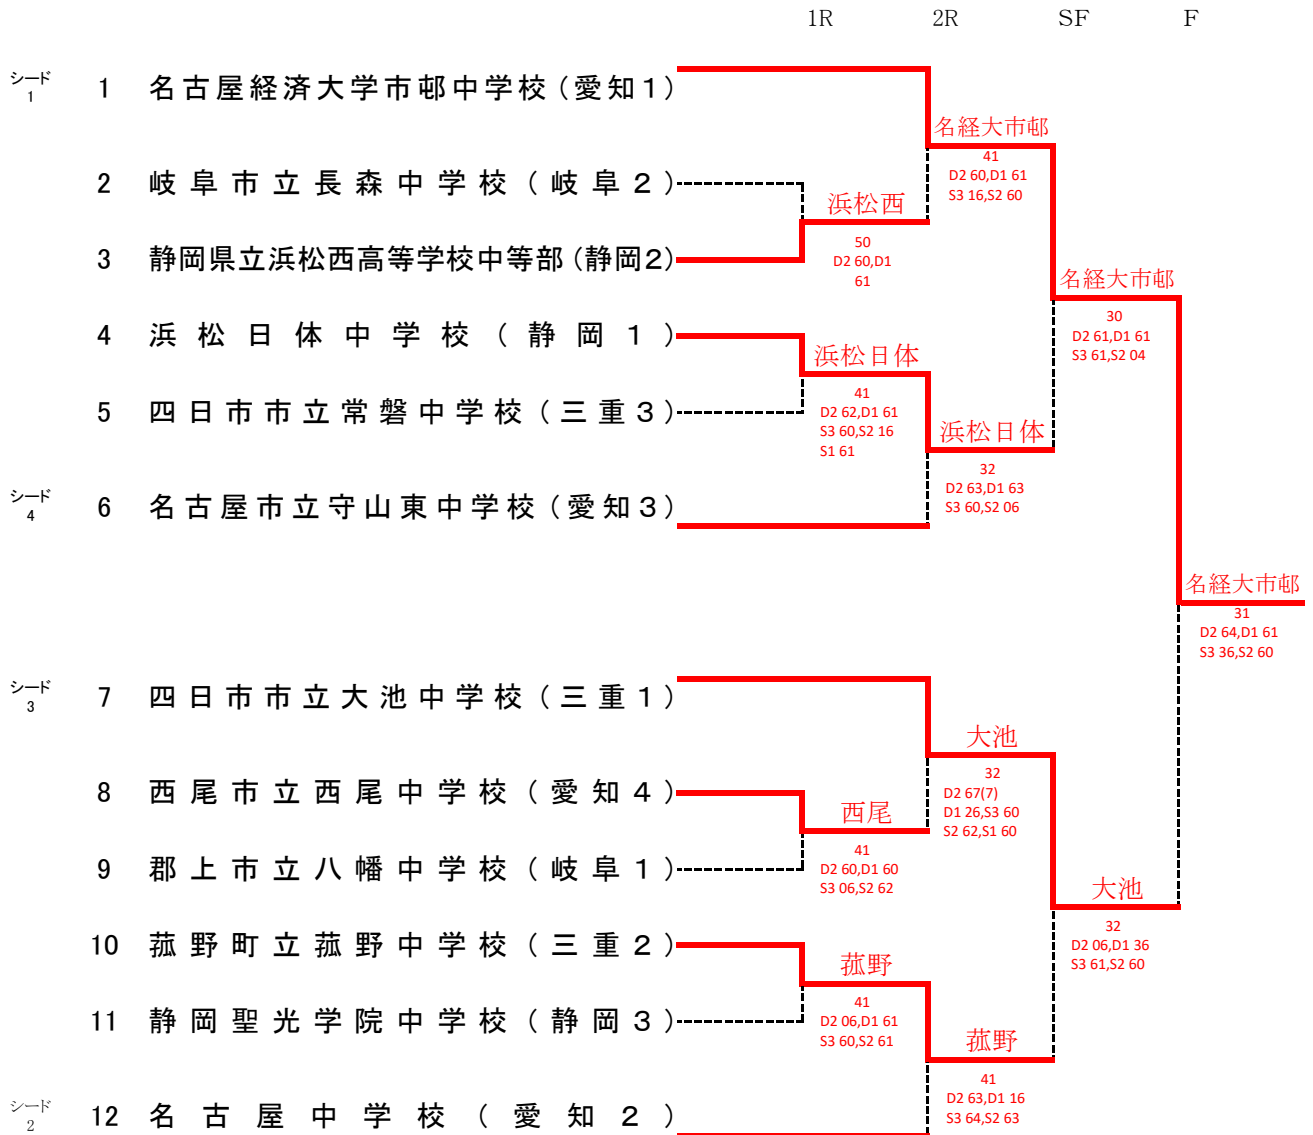 1R 2R SF F
シード
1
1 名古屋経済大学市邨中学校(愛知1)
名経大市邨
41
D2 60,D1 61
S3 16,S2 60
2 岐阜市立長森中学校(岐阜2)
浜松西
50
D2 60,D1
61
3 静岡県立浜松西高等学校中等部(静岡2)
名経大市邨
30
D2 61,D1 61
S3 61,S2 04
4 浜松日体中学校(静岡1)
浜松日体
41
D2 62,D1 61
S3 60,S2 16
S1 61
5 四日市市立常磐中学校(三重3)
浜松日体
32
D2 63,D1 63
S3 60,S2 06
シード
4
6 名古屋市立守山東中学校(愛知3)
名経大市邨
31
D2 64,D1 61
S3 36,S2 60
シード
3
7 四日市市立大池中学校(三重1)
大池
32
D2 67(7)
D1 26,S3 60
S2 62,S1 60
8 西尾市立西尾中学校(愛知4)
西尾
41
D2 60,D1 60
S3 06,S2 62
9 郡上市立八幡中学校(岐阜1)
大池
32
D2 06,D1 36
S3 61,S2 60
10 菰野町立菰野中学校(三重2)
菰野
41
D2 06,D1 61
S3 60,S2 61
11 静岡聖光学院中学校(静岡3)
菰野
41
D2 63,D1 16
S3 64,S2 63
シード
2
12 名古屋中学校(愛知2)